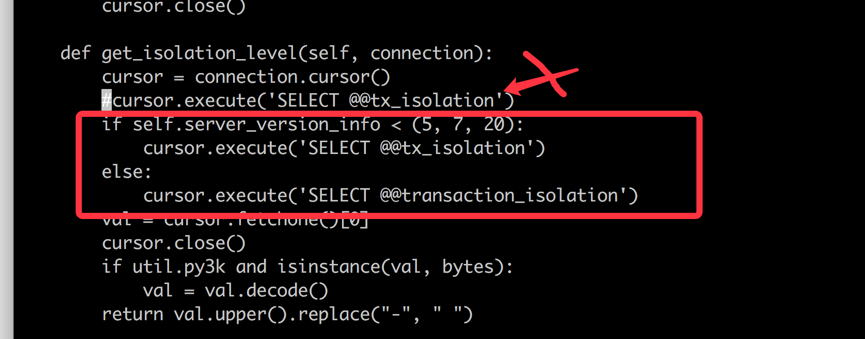 cursor.close()
def get_isolation_level(self, connection):
cursor = connection.cursor()
#cursor.execute('SELECT @@tx_isolation')
if self.server_version_info < (5, 7, 20):
cursor.execute('SELECT @@tx_isolation')
else:
cursor.execute('SELECT @@transaction_isolation')
val = cursor.fetchone()[0]
cursor.close()
if util.py3k and isinstance(val, bytes):
val = val.decode()
return val.upper().replace("-", " ")